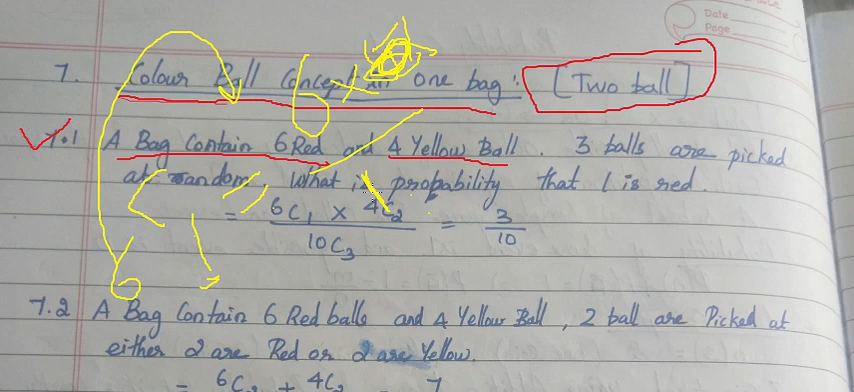 Date
Page
7. Colour Ball Concept in one bag : [Two ball]
7.1 A Bag Contain 6 Red and 4 Yellow Ball . 3 balls are picked
at random. What is probability that 1 is red.
= 6C₁ x 4C₂ / 10C₃ = 3/10
7.2 A Bag Contain 6 Red balls and 4 Yellow Ball , 2 ball are Picked at
either 2 are Red or 2 are Yellow.
= 6C₂ + 4C₂ 7